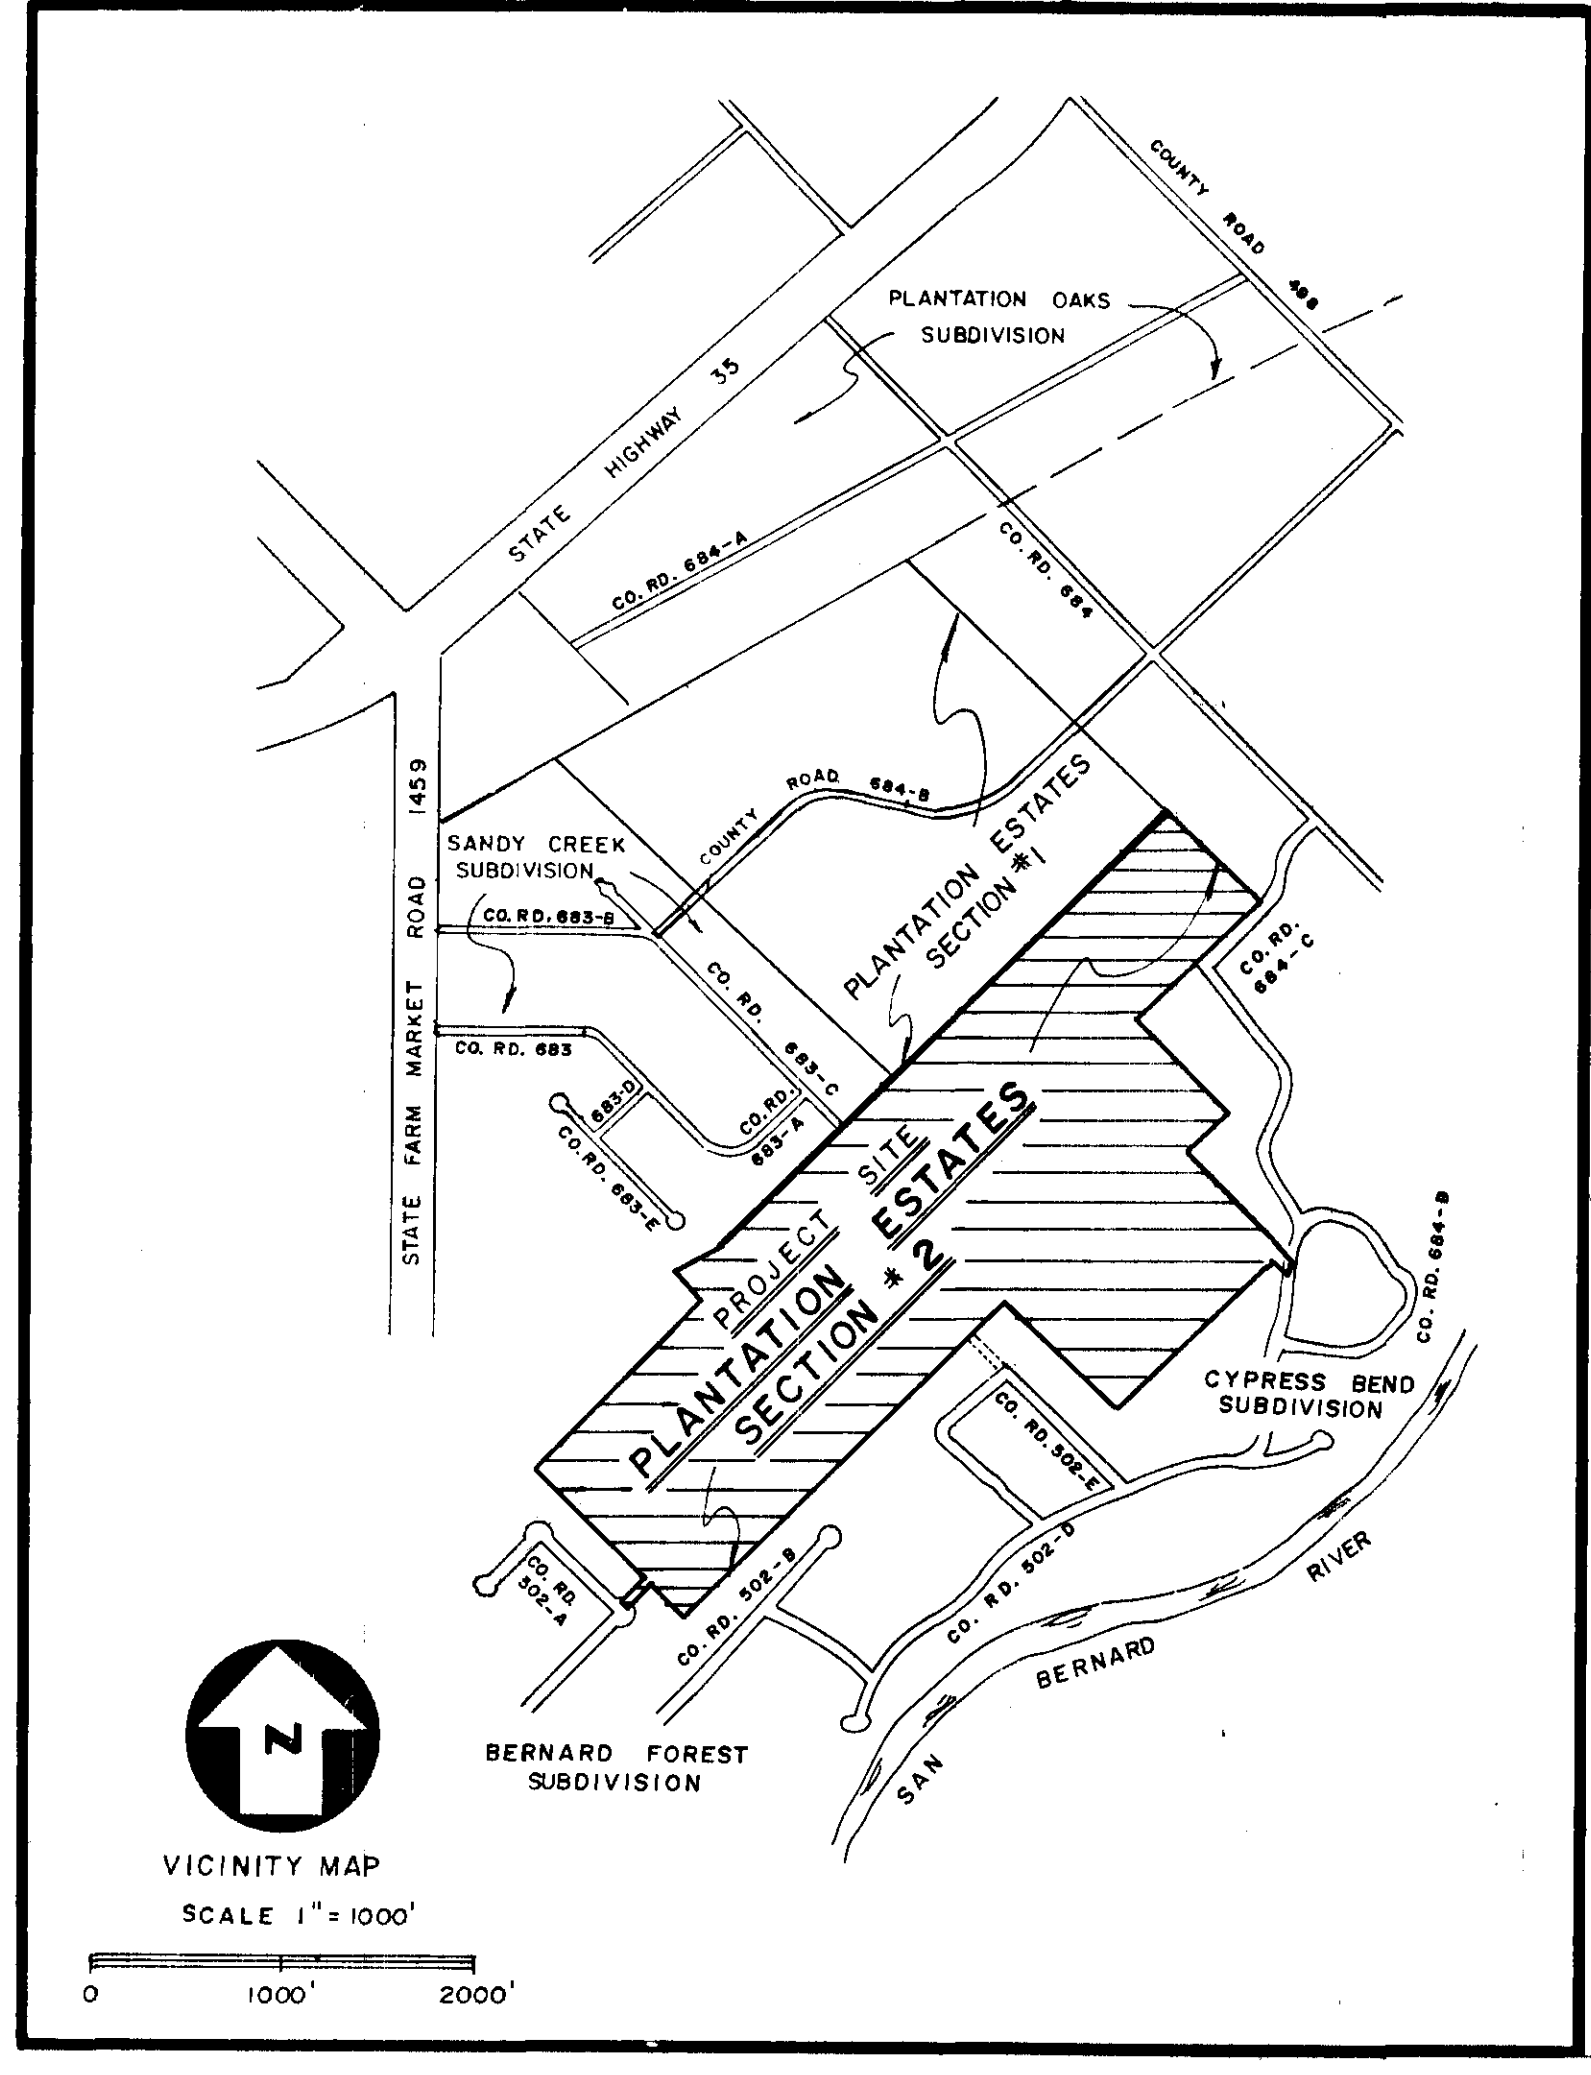 COUNTY ROAD 498
PLANTATION OAKS
SUBDIVISION
STATE HIGHWAY 35
CO. RD. 684-A
CO. RD. 684
STATE FARM MARKET ROAD 1459
COUNTY ROAD 684-B
SANDY CREEK
SUBDIVISION
PLANTATION ESTATES
SECTION #1
CO. RD. 683-B
CO. RD. 683-C
CO. RD.
684-C
CO. RD. 683
683-D
CO. RD.
683-A
CO. RD. 683-E
PROJECT SITE
PLANTATION ESTATES
SECTION # 2
CO. RD. 684-D
CYPRESS BEND
SUBDIVISION
CO. RD. 502-E
CO. RD.
502-A
CO. RD. 502-B
CO. RD. 502-D
SAN BERNARD RIVER
BERNARD FOREST
SUBDIVISION
N
VICINITY MAP
SCALE 1" = 1000'
0 1000' 2000'